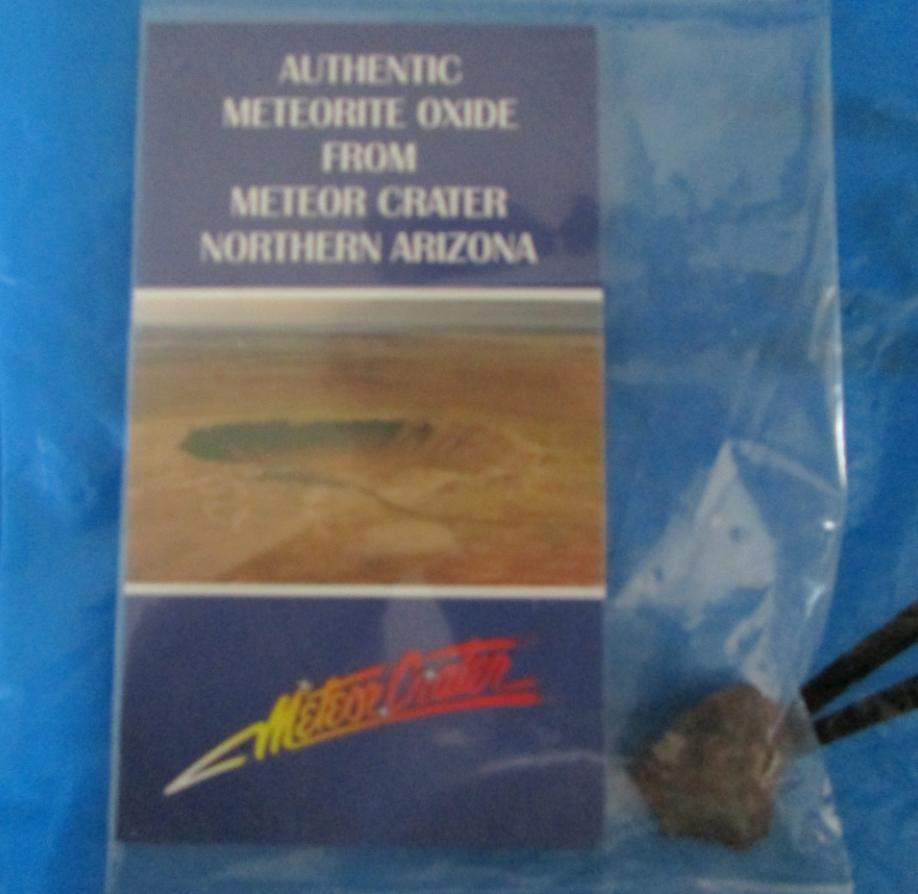 AUTHENTIC
METEORITE OXIDE
FROM
METEOR CRATER
NORTHERN ARIZONA
Meteor Crater